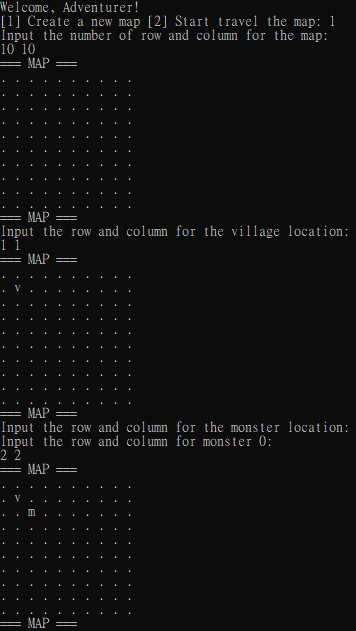 Welcome, Adventurer!
[1] Create a new map [2] Start travel the map: 1
Input the number of row and column for the map:
10 10
=== MAP ===
. . . . . . . . . .
. . . . . . . . . .
. . . . . . . . . .
. . . . . . . . . .
. . . . . . . . . .
. . . . . . . . . .
. . . . . . . . . .
. . . . . . . . . .
. . . . . . . . . .
. . . . . . . . . .
=== MAP ===
Input the row and column for the village location:
1 1
=== MAP ===
. . . . . . . . . .
. v . . . . . . . .
. . . . . . . . . .
. . . . . . . . . .
. . . . . . . . . .
. . . . . . . . . .
. . . . . . . . . .
. . . . . . . . . .
. . . . . . . . . .
. . . . . . . . . .
=== MAP ===
Input the row and column for the monster location:
Input the row and column for monster 0:
2 2
=== MAP ===
. . . . . . . . . .
. v . . . . . . . .
. . m . . . . . . .
. . . . . . . . . .
. . . . . . . . . .
. . . . . . . . . .
. . . . . . . . . .
. . . . . . . . . .
. . . . . . . . . .
. . . . . . . . . .
=== MAP ===